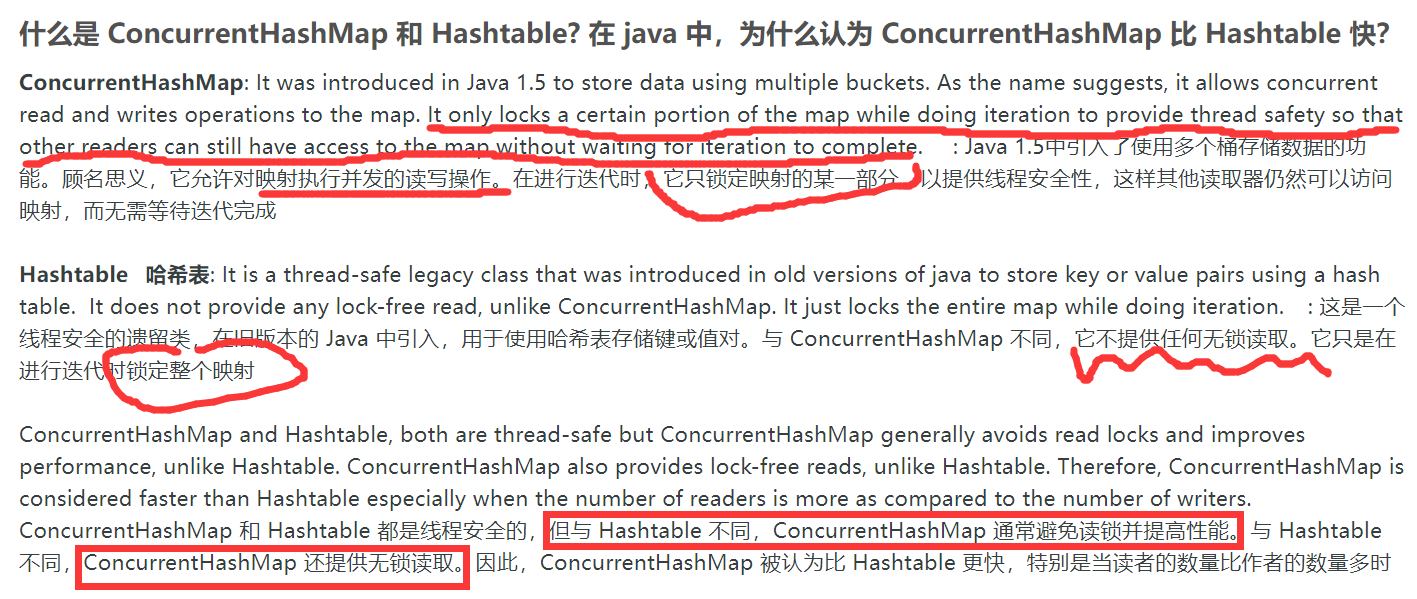 什么是 ConcurrentHashMap 和 Hashtable? 在 java 中，为什么认为 ConcurrentHashMap 比 Hashtable 快?
ConcurrentHashMap: It was introduced in Java 1.5 to store data using multiple buckets. As the name suggests, it allows concurrent
read and writes operations to the map. It only locks a certain portion of the map while doing iteration to provide thread safety so that
other readers can still have access to the map without waiting for iteration to complete.    : Java 1.5中引入了使用多个桶存储数据的功
能。顾名思义，它允许对映射执行并发的读写操作。在进行迭代时，它只锁定映射的某一部分，以提供线程安全性，这样其他读取器仍然可以访问
映射，而无需等待迭代完成
Hashtable   哈希表: It is a thread-safe legacy class that was introduced in old versions of java to store key or value pairs using a hash
table.  It does not provide any lock-free read, unlike ConcurrentHashMap. It just locks the entire map while doing iteration.    : 这是一个
线程安全的遗留类，在旧版本的 Java 中引入，用于使用哈希表存储键或值对。与 ConcurrentHashMap 不同，它不提供任何无锁读取。它只是在
进行迭代时锁定整个映射
ConcurrentHashMap and Hashtable, both are thread-safe but ConcurrentHashMap generally avoids read locks and improves
performance, unlike Hashtable. ConcurrentHashMap also provides lock-free reads, unlike Hashtable. Therefore, ConcurrentHashMap is
considered faster than Hashtable especially when the number of readers is more as compared to the number of writers.
ConcurrentHashMap 和 Hashtable 都是线程安全的，但与 Hashtable 不同，ConcurrentHashMap 通常避免读锁并提高性能。与 Hashtable
不同，ConcurrentHashMap 还提供无锁读取。因此，ConcurrentHashMap 被认为比 Hashtable 更快，特别是当读者的数量比作者的数量多时